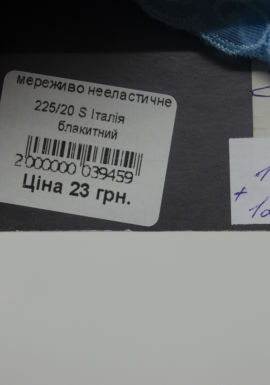 мереживо нееластичне
225/20 S Італія
блакитний
2000000 039459
Ціна 23 грн.